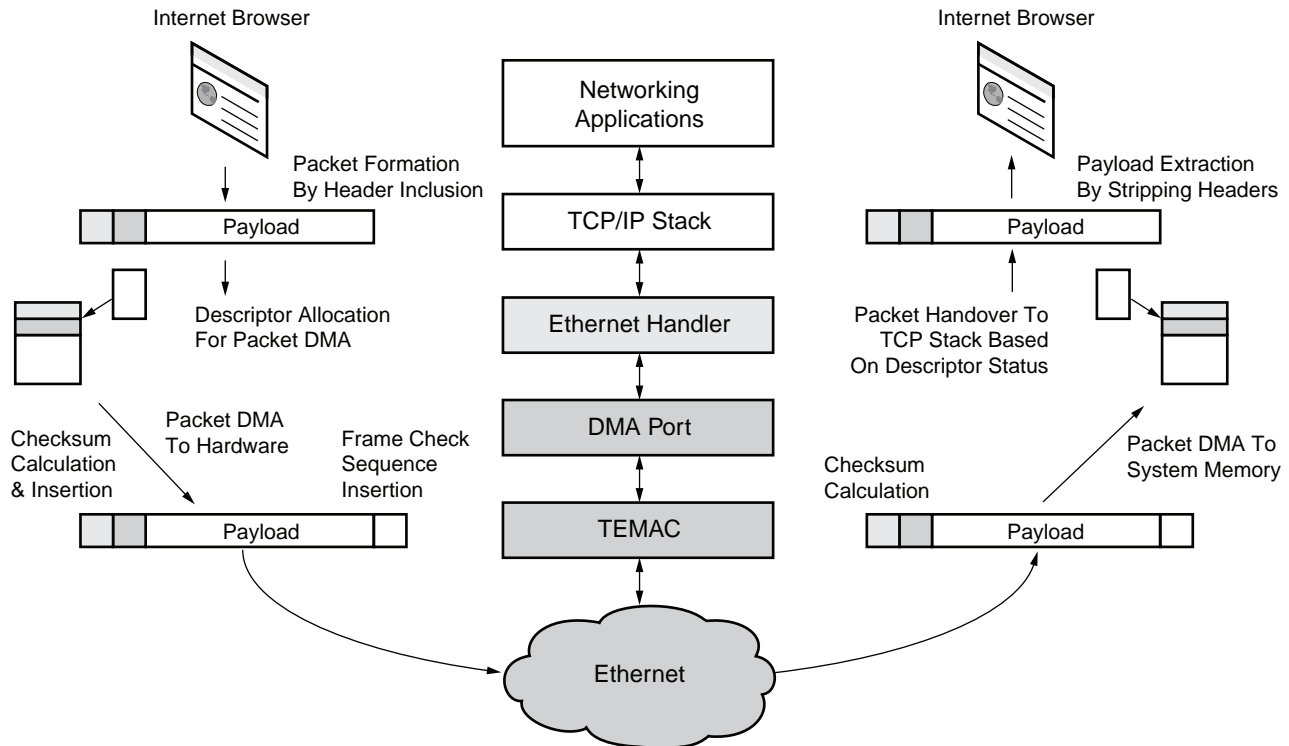 Internet Browser
Packet Formation
By Header Inclusion
Payload
Descriptor Allocation
For Packet DMA
Packet DMA
To Hardware
Checksum
Calculation
& Insertion
Frame Check
Sequence
Insertion
Payload
Networking
Applications
TCP/IP Stack
Ethernet Handler
DMA Port
TEMAC
Ethernet
Internet Browser
Payload Extraction
By Stripping Headers
Payload
Packet Handover To
TCP Stack Based
On Descriptor Status
Packet DMA To
System Memory
Checksum
Calculation
Payload